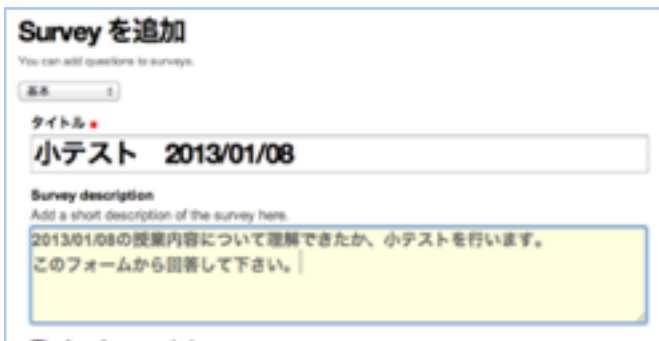 Survey を追加
You can add questions to surveys.
基本
タイトル
小テスト　2013/01/08
Survey description
Add a short description of the survey here.
2013/01/08の授業内容について理解できたか、小テストを行います。
このフォームから回答して下さい。